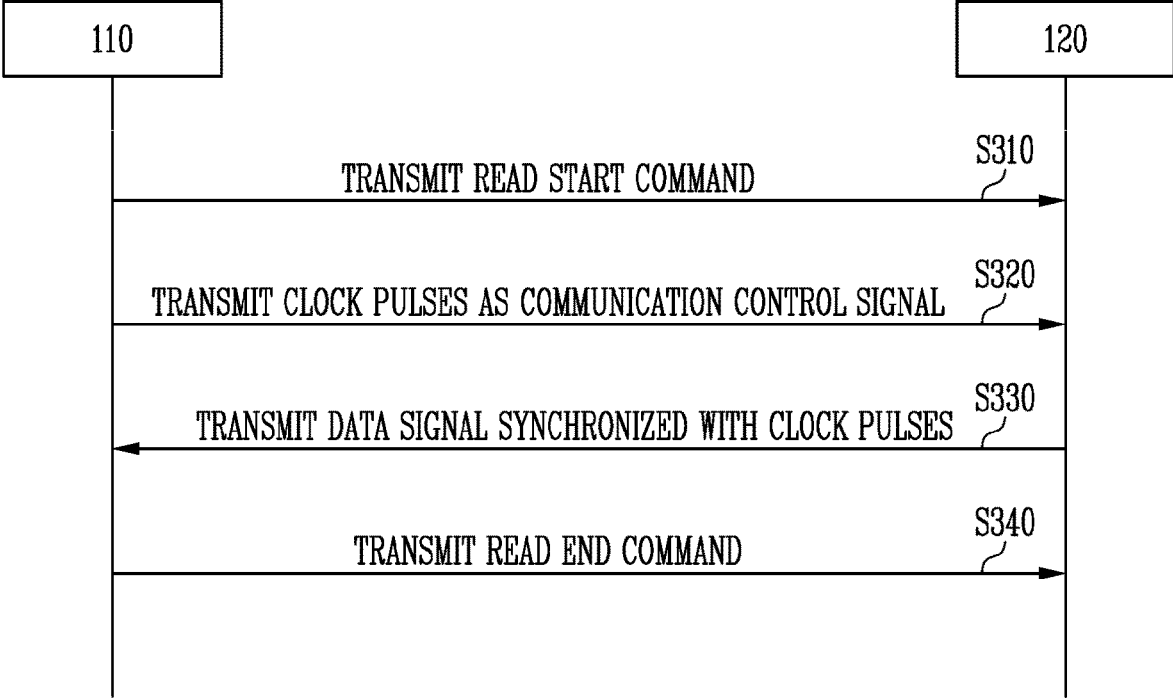 110
120
S310
TRANSMIT READ START COMMAND
S320
TRANSMIT CLOCK PULSES AS COMMUNICATION CONTROL SIGNAL
S330
TRANSMIT DATA SIGNAL SYNCHRONIZED WITH CLOCK PULSES
S340
TRANSMIT READ END COMMAND